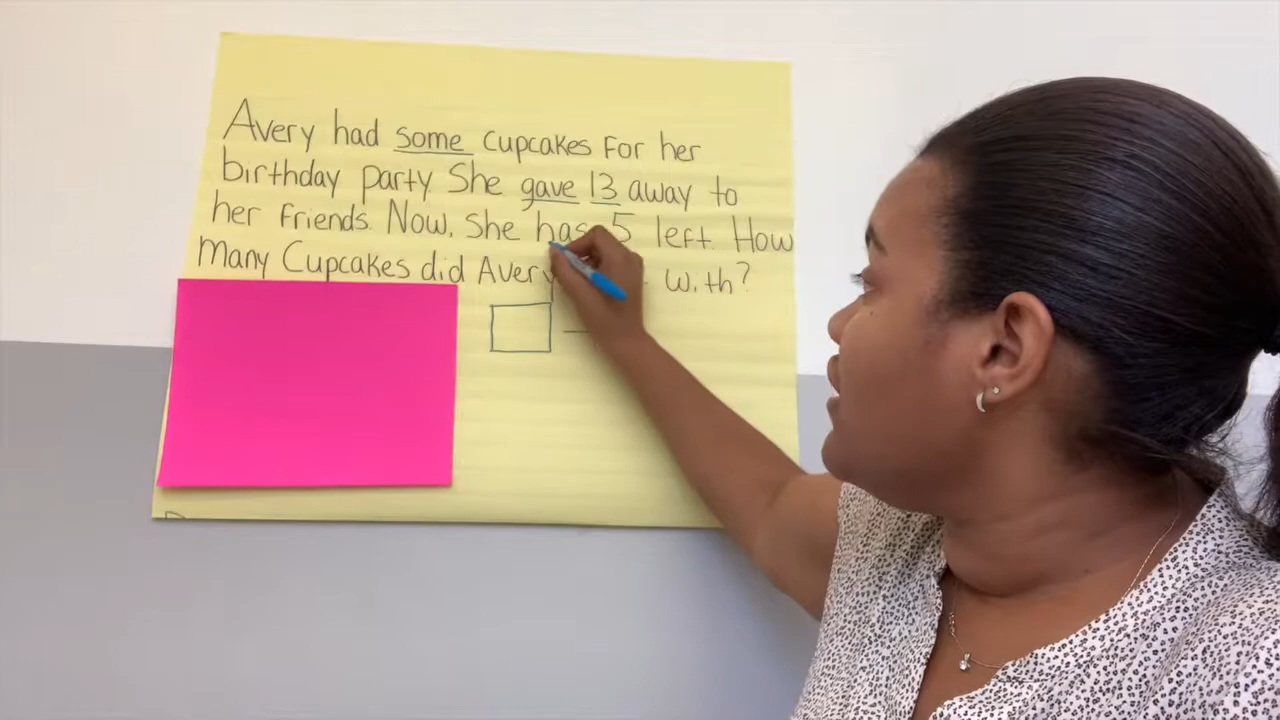 Avery had some cupcakes for her
birthday party She gave 13 away to
her friends. Now, she has 5 left. How
many Cupcakes did Avery with?